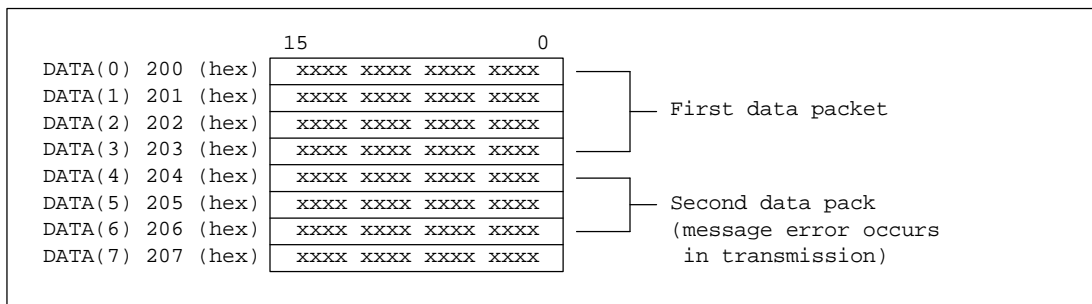 15 0
DATA(0) 200 (hex) xxxx xxxx xxxx xxxx
DATA(1) 201 (hex) xxxx xxxx xxxx xxxx
DATA(2) 202 (hex) xxxx xxxx xxxx xxxx
DATA(3) 203 (hex) xxxx xxxx xxxx xxxx
DATA(4) 204 (hex) xxxx xxxx xxxx xxxx
DATA(5) 205 (hex) xxxx xxxx xxxx xxxx
DATA(6) 206 (hex) xxxx xxxx xxxx xxxx
DATA(7) 207 (hex) xxxx xxxx xxxx xxxx
First data packet
Second data pack
(message error occurs
in transmission)